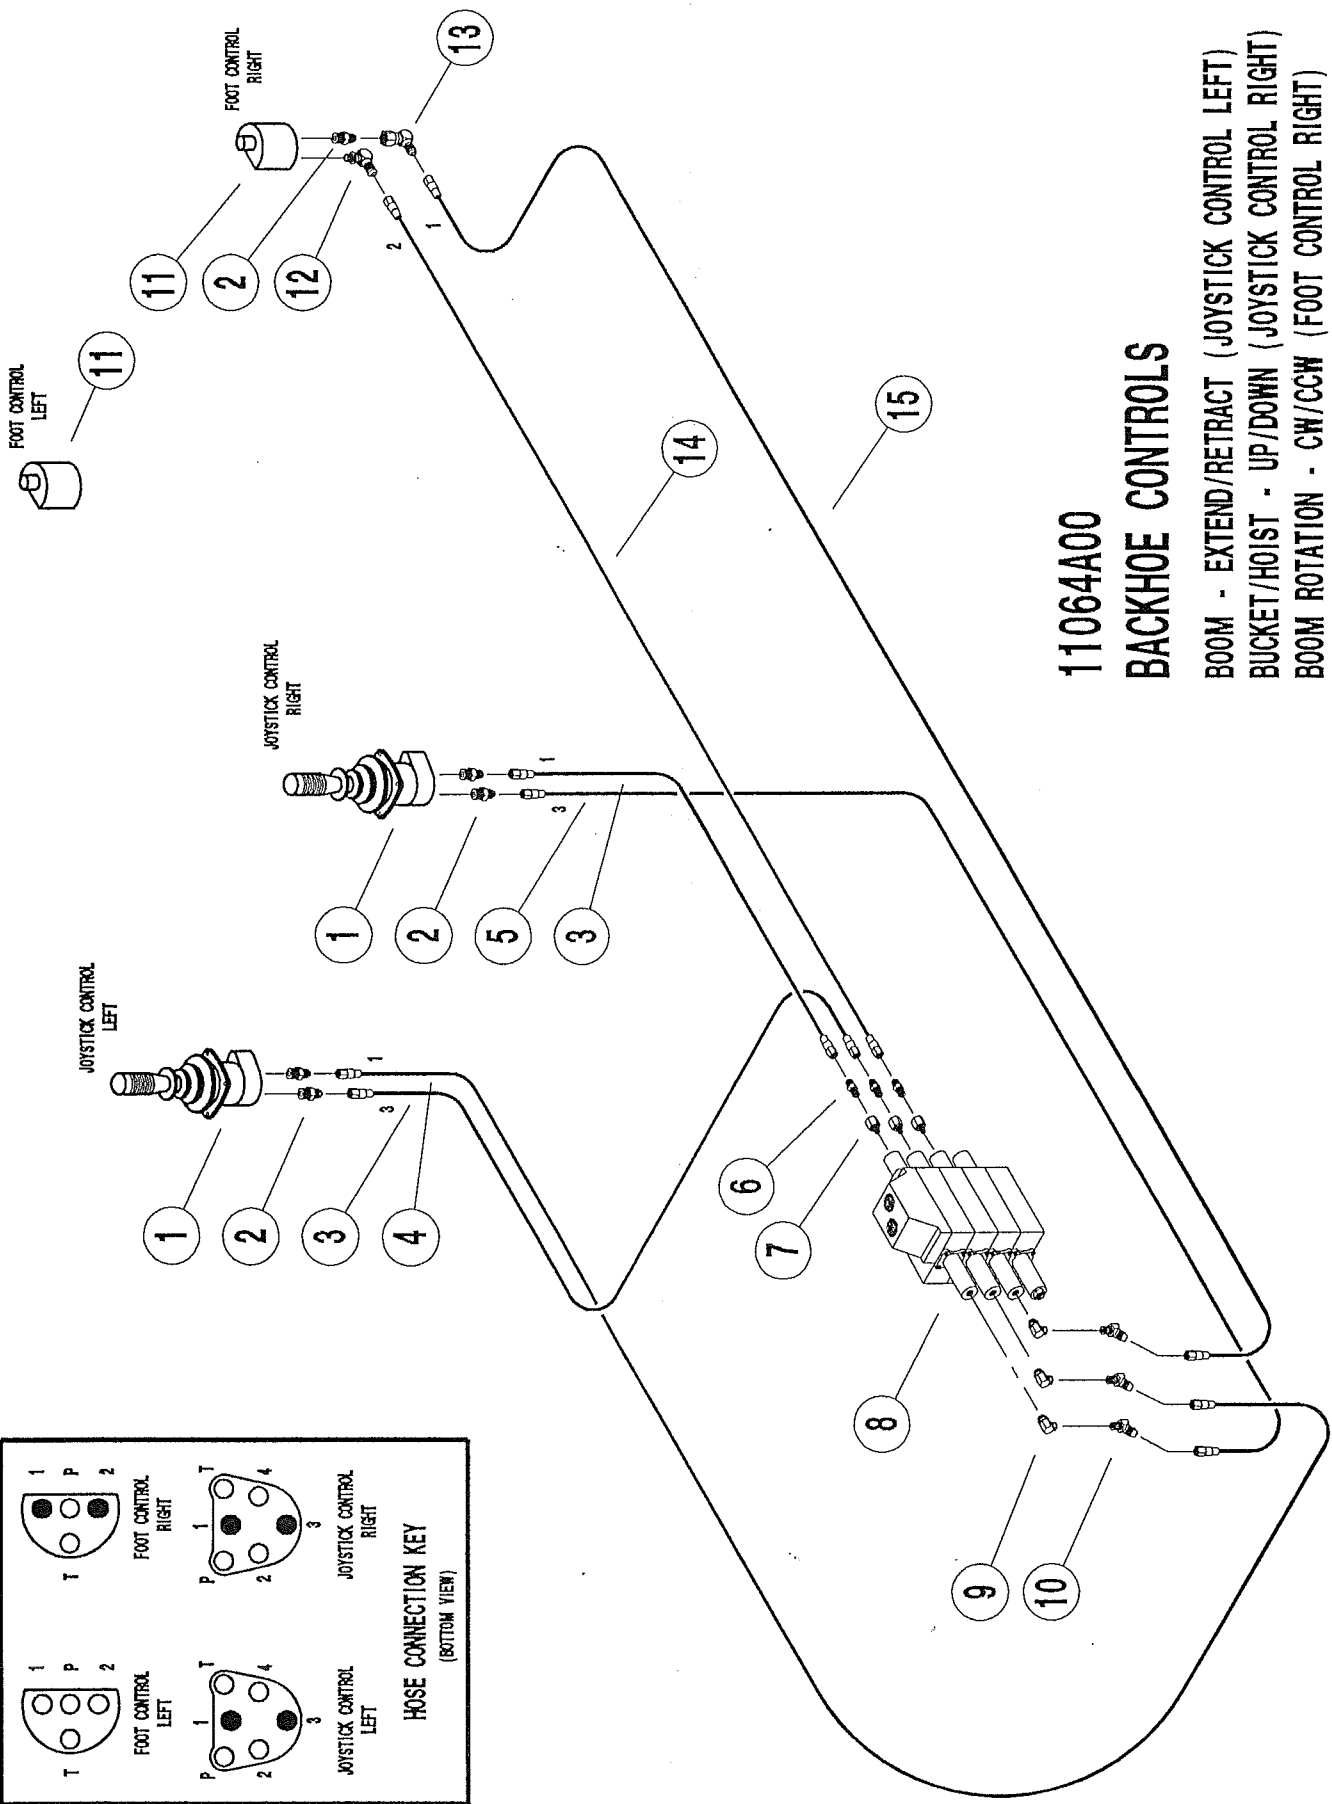 FOOT CONTROL
LEFT
11
FOOT CONTROL
RIGHT
11
2
12
13
2
1
JOYSTICK CONTROL
LEFT
1
2
3
4
3
1
JOYSTICK CONTROL
RIGHT
1
2
5
3
3
1
14
15
6
7
8
9
10
T
1
P
2
FOOT CONTROL
LEFT
T
1
P
2
FOOT CONTROL
RIGHT
P
1
T
2
4
3
JOYSTICK CONTROL
LEFT
P
1
T
2
4
3
JOYSTICK CONTROL
RIGHT
HOSE CONNECTION KEY
(BOTTOM VIEW)
11064A00
BACKHOE CONTROLS
BOOM - EXTEND/RETRACT (JOYSTICK CONTROL LEFT)
BUCKET/HOIST - UP/DOWN (JOYSTICK CONTROL RIGHT)
BOOM ROTATION - CW/CCW (FOOT CONTROL RIGHT)